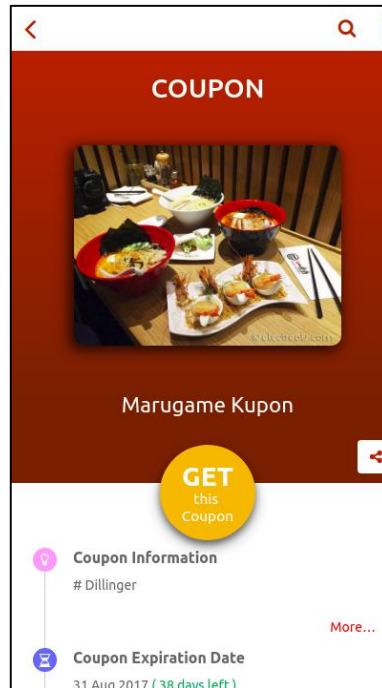 COUPON
Marugame Kupon
GET
this
Coupon
Coupon Information
# Dillinger
More...
Coupon Expiration Date
31 Aug 2017 ( 38 days left )